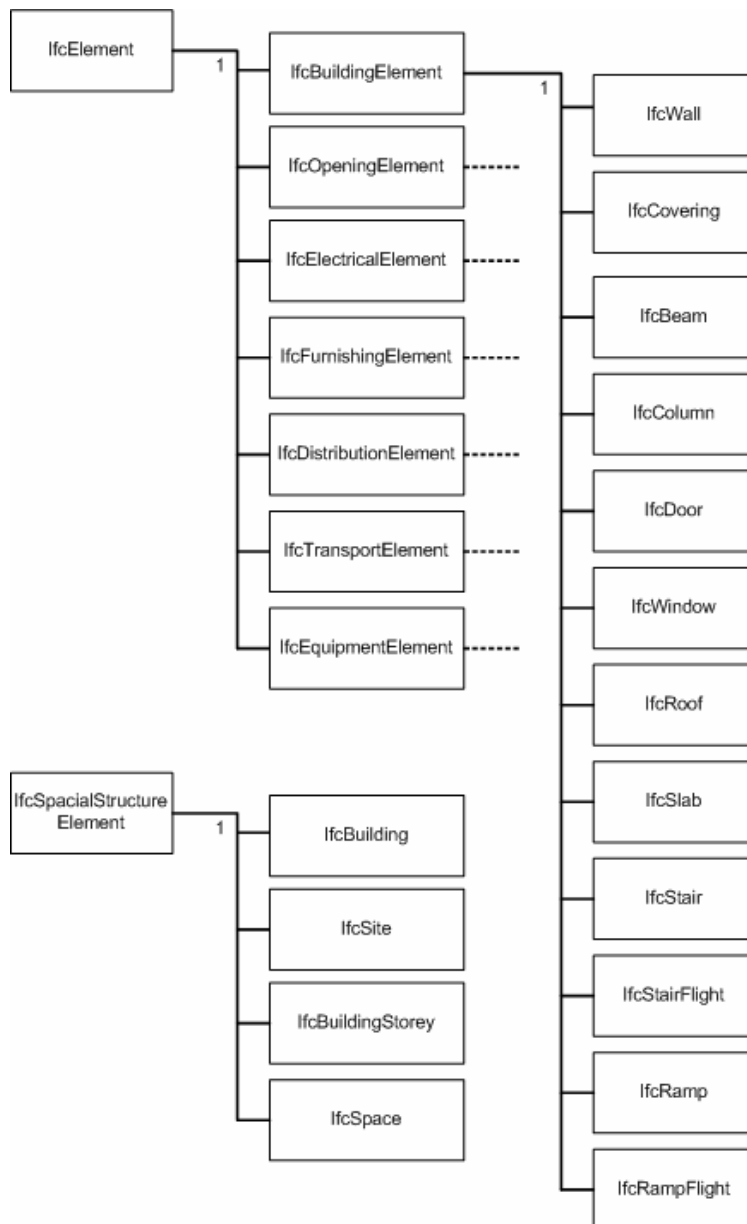 IfcElement
1
IfcBuildingElement
1
IfcOpeningElement
IfcElectricalElement
IfcFurnishingElement
IfcDistributionElement
IfcTransportElement
IfcEquipmentElement
IfcWall
IfcCovering
IfcBeam
IfcColumn
IfcDoor
IfcWindow
IfcRoof
IfcSlab
IfcStair
IfcStairFlight
IfcRamp
IfcRampFlight
IfcSpacialStructure
Element
1
IfcBuilding
IfcSite
IfcBuildingStorey
IfcSpace